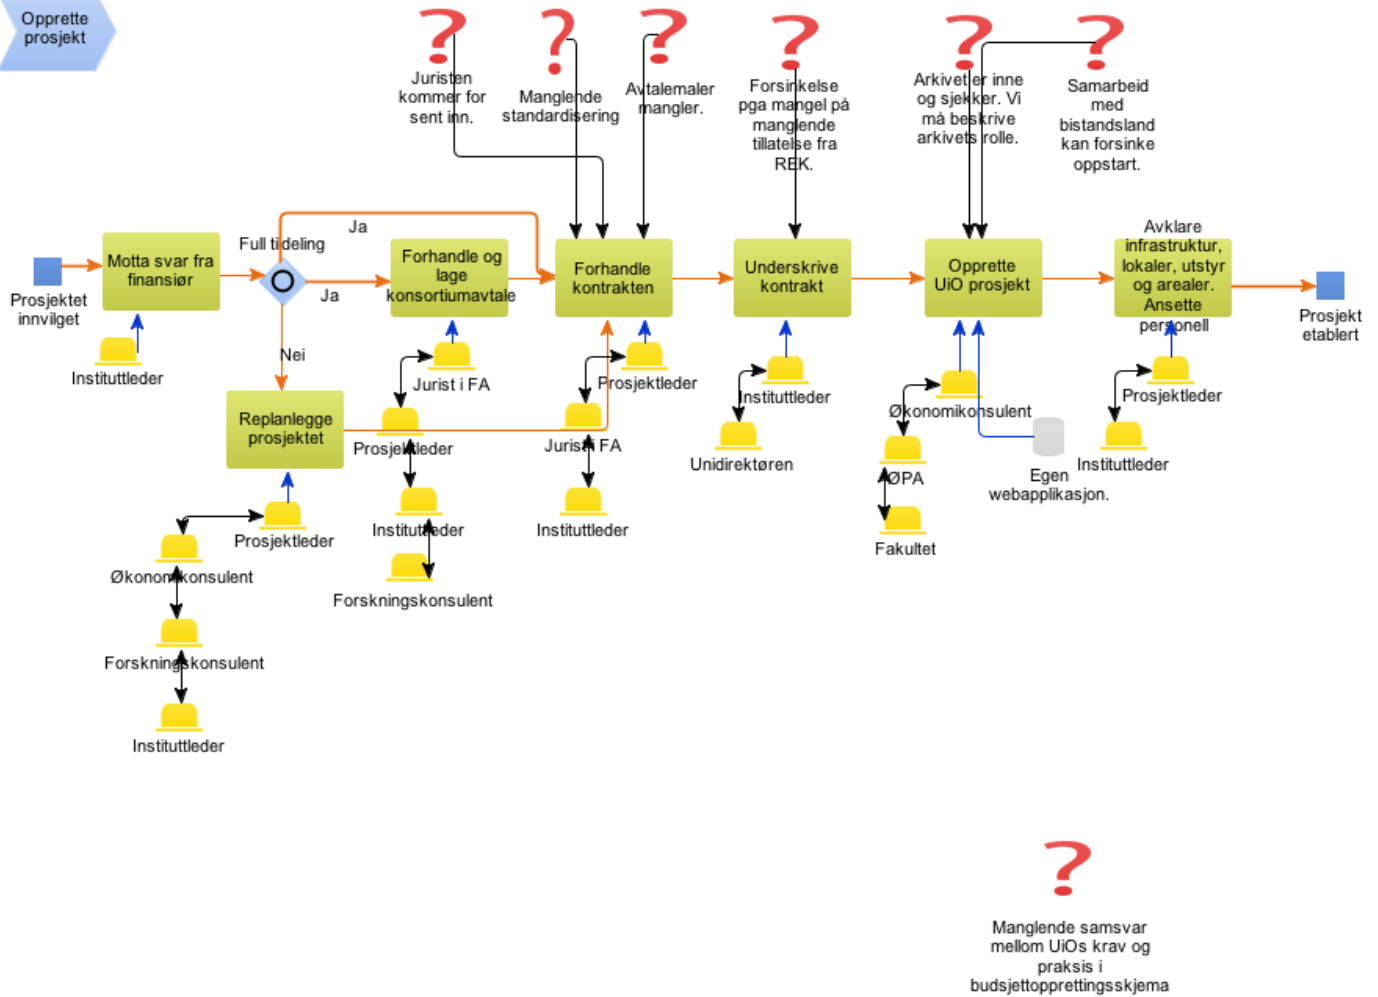 Opprette
prosjekt
Juristen
kommer for
sent inn.
Manglende
standardisering
Avtalemaler
mangler.
Forsinkelse
pga mangel på
manglende
tillatelse fra
REK.
Arkivet er inne
og sjekker. Vi
må beskrive
arkivets rolle.
Samarbeid
med
bistandsland
kan forsinke
oppstart.
Prosjektet
innvilget
Motta svar fra
finansiør
Full tideling
Ja
Ja
Nei
Forhandle og
lage
konsortiumavtale
Forhandle
kontrakten
Underskrive
kontrakt
Opprette
UiO prosjekt
Avklare
infrastruktur,
lokaler, utstyr
og arealer.
Ansette
personell
Prosjekt
etablert
Instituttleder
Replanlegge
prosjektet
Prosjektleder
Økonomikonsulent
Forskningskonsulent
Instituttleder
Jurist i FA
Prosjektleder
Instituttleder
Forskningskonsulent
Prosjektleder
Jurist i FA
Instituttleder
Instituttleder
Unidirektøren
Økonomikonsulent
ØPA
Fakultet
Egen
webapplikasjon.
Prosjektleder
Instituttleder
Manglende samsvar
mellom UiOs krav og
praksis i
budsjettopprettingsskjema